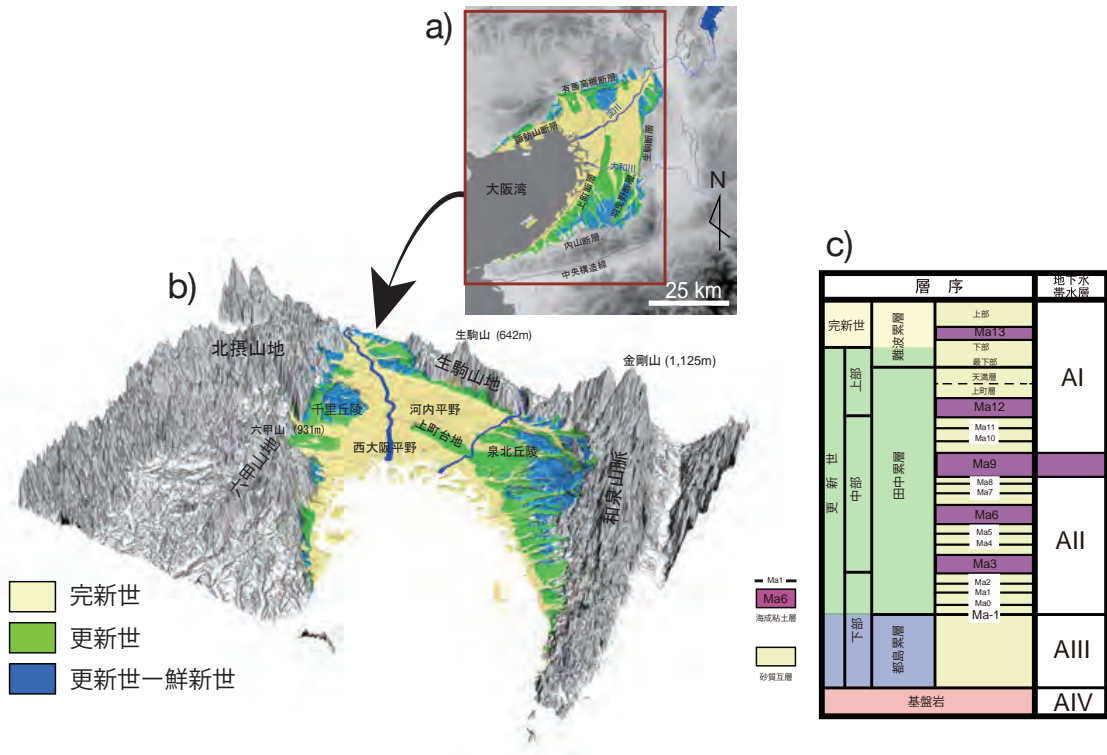 a)
有馬高槻断層
淀川
諏訪山断層
生駒断層
大和川
大阪湾
上町断層
羽曳野断層
N
内山断層
中央構造線
25 km
b)
生駒山 (642m)
北摂山地
生駒山地
金剛山 (1,125m)
千里丘陵
河内平野
六甲山 (931m)
上町台地
西大阪平野
泉北丘陵
六甲山地
和泉山脈
完新世
更新世
更新世ー鮮新世
c)
層 序
地下水
帯水層
完新世
難波累層
上部
Ma13
下部
最下部
AI
更新世
上部
田中累層
天満層
上町層
Ma12
中部
Ma11
Ma10
Ma9
Ma8
Ma7
AII
Ma6
Ma5
Ma4
Ma3
下部
Ma2
Ma1
Ma0
Ma-1
都島累層
AIII
基盤岩
AIV
Ma1
Ma6
海成粘土層
砂質互層